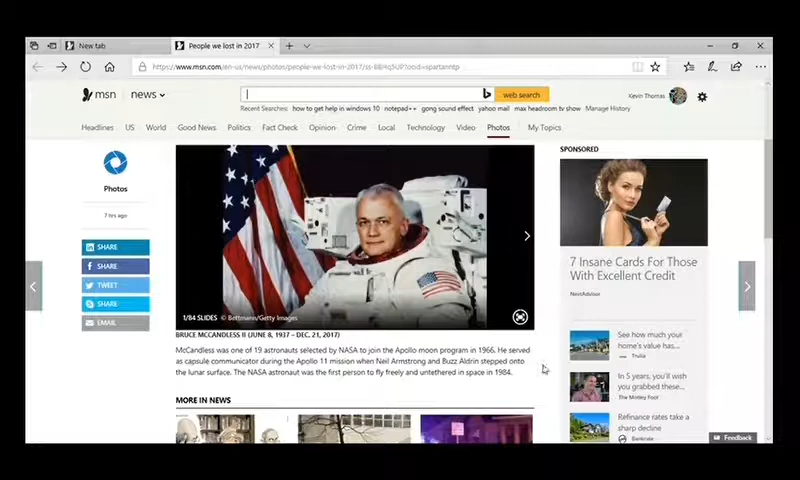 New tab
People we lost in 2017
https://www.msn.com/en-us/news/photos/people-we-lost-in-2017/ss-BBHq5UP?ocid=spartanntp
msn news
web search
Kevin Thomas
Recent Searches: how to get help in windows 10 notepad++ gong sound effect yahoo mail max headroom tv show Manage History
Headlines US World Good News Politics Fact Check Opinion Crime Local Technology Video Photos My Topics
Photos
7 hrs ago
SHARE
SHARE
TWEET
SHARE
EMAIL
1/84 SLIDES © Bettmann/Getty Images
BRUCE MCCANDLESS II (JUNE 8, 1937 – DEC. 21, 2017)
McCandless was one of 19 astronauts selected by NASA to join the Apollo moon program in 1966. He served
as capsule communicator during the Apollo 11 mission when Neil Armstrong and Buzz Aldrin stepped onto
the lunar surface. The NASA astronaut was the first person to fly freely and untethered in space in 1984.
MORE IN NEWS
SPONSORED
7 Insane Cards For Those
With Excellent Credit
NextAdvisor
See how much your
home's value has...
Trulia
In 5 years, you'll wish
you grabbed these...
The Motley Fool
Refinance rates take a
sharp decline
Bankrate
Feedback